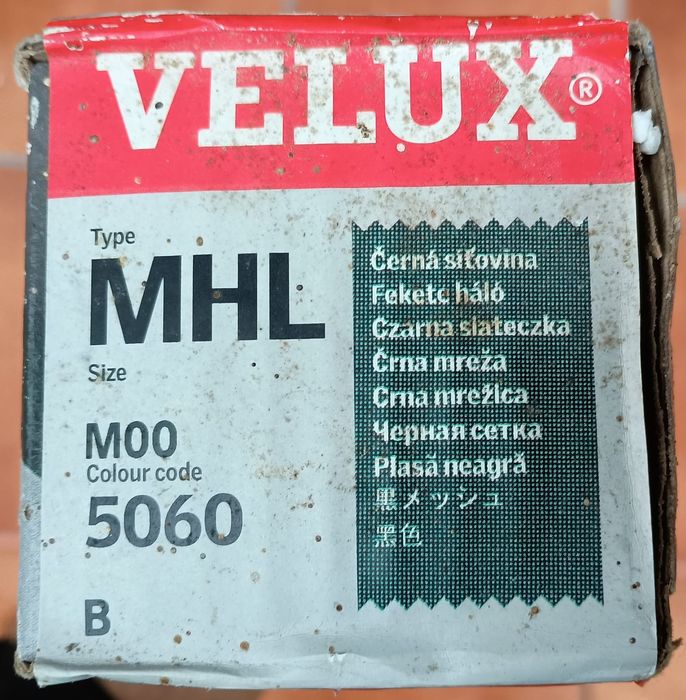 VELUX®
Type
MHL
Size
M00
Colour code
5060
B
Černá síťovina
Fekete háló
Czarna siateczka
Črna mreža
Crna mrežica
Черная сетка
Plasă neagră
黒メッシュ
黑色